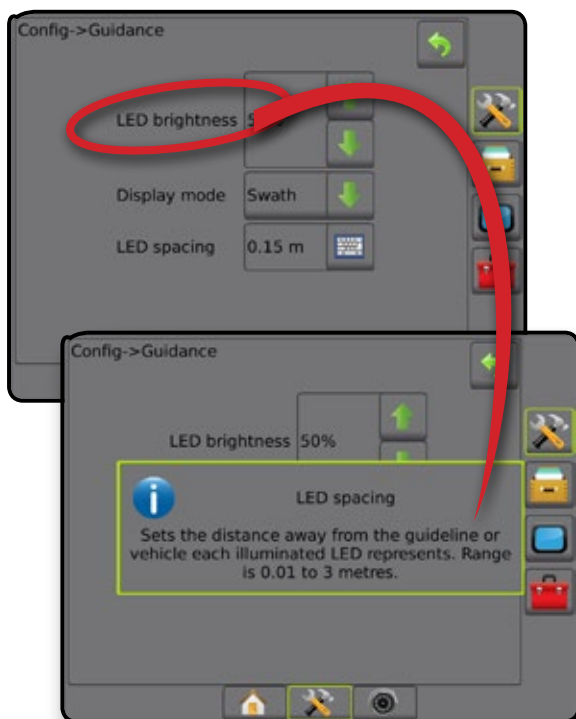 Config->Guidance
LED brightness
Display mode Swath
LED spacing 0.15 m
Config->Guidance
LED brightness 50%
LED spacing
Sets the distance away from the guideline or
vehicle each illuminated LED represents. Range
is 0.01 to 3 metres.